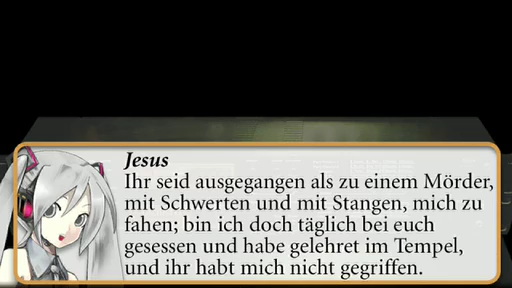 Jesus
Ihr seid ausgegangen als zu einem Mörder,
mit Schwerten und mit Stangen, mich zu
fahen; bin ich doch täglich bei euch
gesessen und habe gelehret im Tempel,
und ihr habt mich nicht gegriffen.